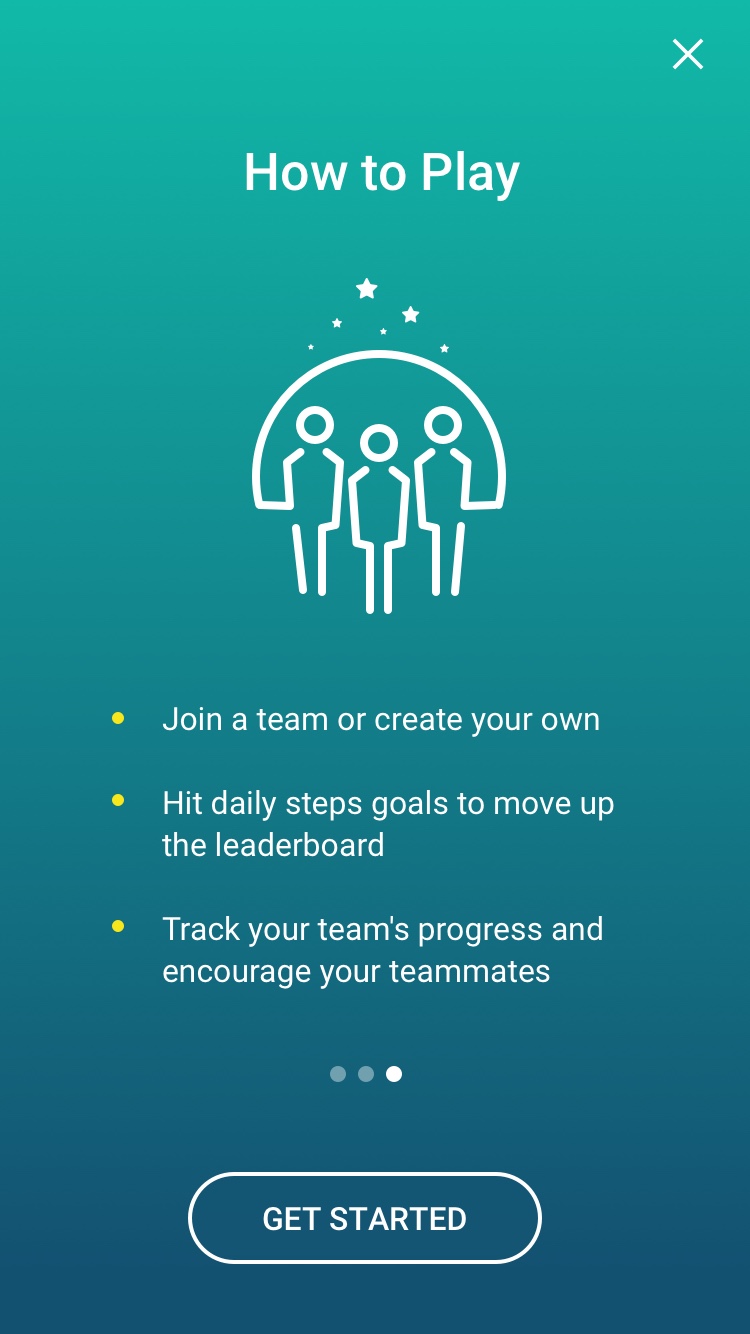 How to Play
Join a team or create your own
Hit daily steps goals to move up
the leaderboard
Track your team's progress and
encourage your teammates
GET STARTED